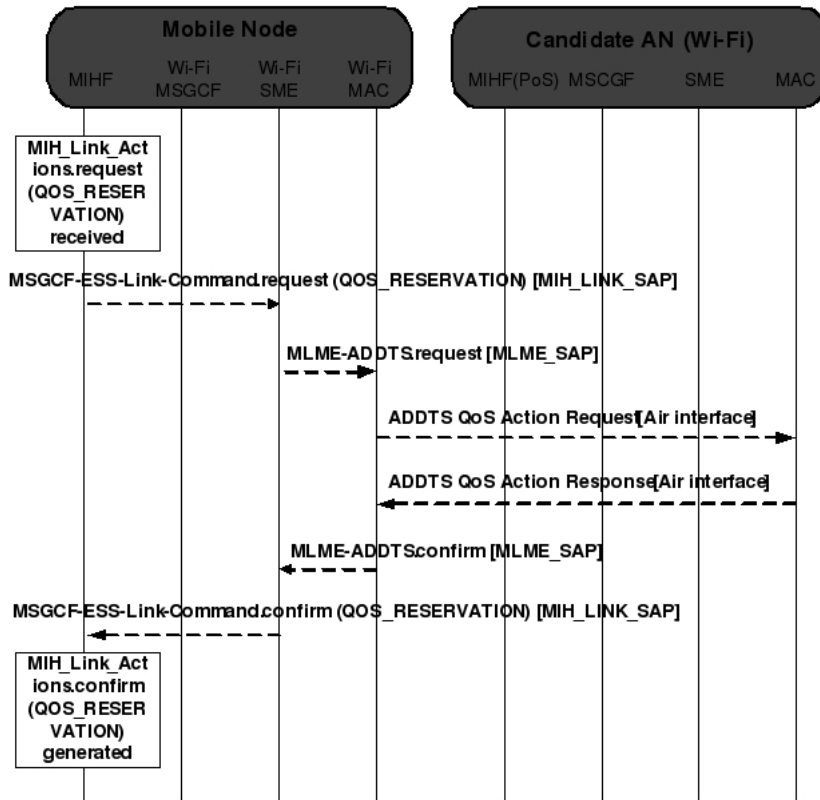 Mobile Node
Candidate AN (Wi-Fi)
MIHF
Wi-Fi
MSGCF
Wi-Fi
SME
Wi-Fi
MAC
MIHF(PoS)
MSCGF
SME
MAC
MIH_Link_Act
ions.request
(QOS_RESER
VATION)
received
MSGCF-ESS-Link-Command.request (QOS_RESERVATION) [MIH_LINK_SAP]
MLME-ADDTS.request [MLME_SAP]
ADDTS QoS Action Request[Air interface]
ADDTS QoS Action Response[Air interface]
MLME-ADDTS.confirm [MLME_SAP]
MSGCF-ESS-Link-Command.confirm (QOS_RESERVATION) [MIH_LINK_SAP]
MIH_Link_Act
ions.confirm
(QOS_RESER
VATION)
generated